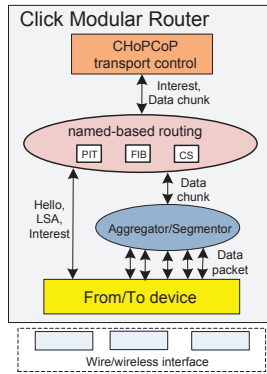 Click Modular Router
CHoPCoP
transport control
Interest,
Data chunk
named-based routing
PIT
FIB
CS
Hello,
LSA,
Interest
Data
chunk
Aggregator/Segmentor
Data
packet
From/To device
Wire/wireless interface